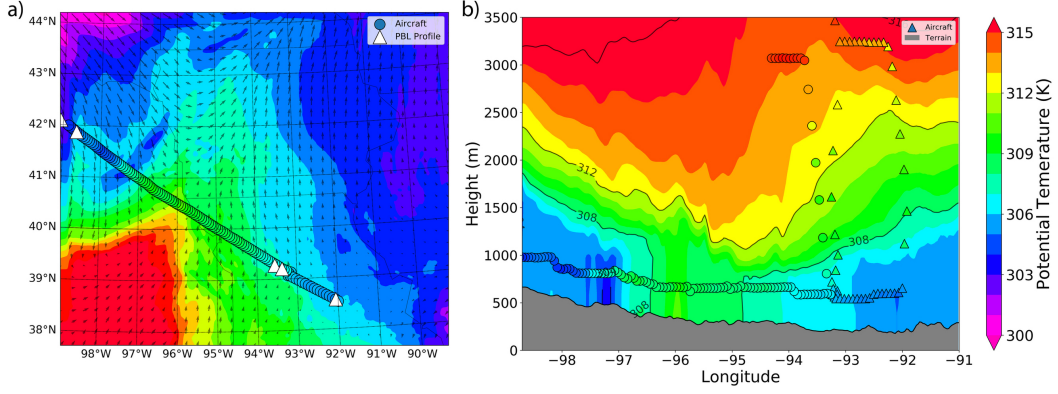 a)
44°N
43°N
42°N
41°N
40°N
39°N
38°N
98°W 97°W 96°W 95°W 94°W 93°W 92°W 91°W 90°W
Aircraft
PBL Profile
b)
3500
3000
2500
2000
1500
1000
500
0
Height (m)
−98 −97 −96 −95 −94 −93 −92 −91
Longitude
Aircraft
Terrain
312
308
308
308
315
312
309
306
303
300
Potential Temerature (K)